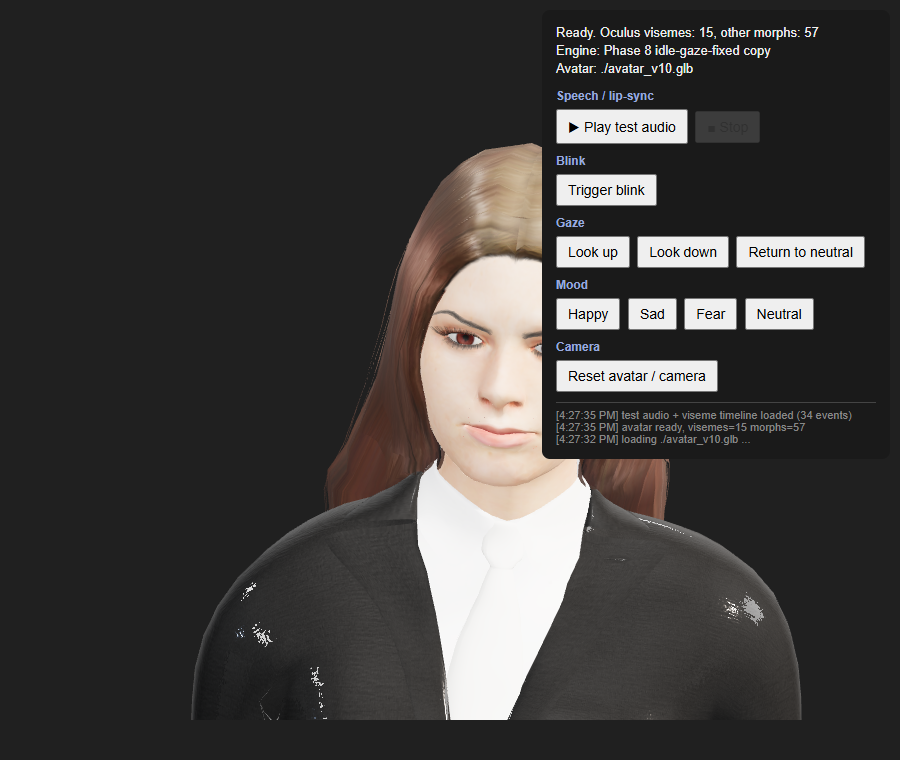 Ready. Oculus visemes: 15, other morphs: 57
Engine: Phase 8 idle-gaze-fixed copy
Avatar: ./avatar_v10.glb
Speech / lip-sync
▶ Play test audio ■ Stop
Blink
Trigger blink
Gaze
Look up Look down Return to neutral
Mood
Happy Sad Fear Neutral
Camera
Reset avatar / camera
[4:27:35 PM] test audio + viseme timeline loaded (34 events)
[4:27:35 PM] avatar ready, visemes=15 morphs=57
[4:27:32 PM] loading ./avatar_v10.glb ...